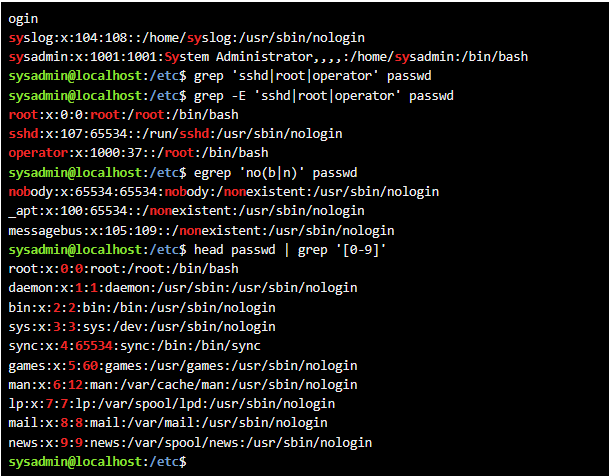 ogin
syslog:x:104:108::/home/syslog:/usr/sbin/nologin
sysadmin:x:1001:1001:System Administrator,,,,:/home/sysadmin:/bin/bash
sysadmin@localhost:/etc$ grep 'sshd|root|operator' passwd
sysadmin@localhost:/etc$ grep -E 'sshd|root|operator' passwd
root:x:0:0:root:/root:/bin/bash
sshd:x:107:65534::/run/sshd:/usr/sbin/nologin
operator:x:1000:37::/root:/bin/bash
sysadmin@localhost:/etc$ egrep 'no(b|n)' passwd
nobody:x:65534:65534:nobody:/nonexistent:/usr/sbin/nologin
_apt:x:100:65534::/nonexistent:/usr/sbin/nologin
messagebus:x:105:109::/nonexistent:/usr/sbin/nologin
sysadmin@localhost:/etc$ head passwd | grep '[0-9]'
root:x:0:0:root:/root:/bin/bash
daemon:x:1:1:daemon:/usr/sbin:/usr/sbin/nologin
bin:x:2:2:bin:/bin:/usr/sbin/nologin
sys:x:3:3:sys:/dev:/usr/sbin/nologin
sync:x:4:65534:sync:/bin:/bin/sync
games:x:5:60:games:/usr/games:/usr/sbin/nologin
man:x:6:12:man:/var/cache/man:/usr/sbin/nologin
lp:x:7:7:lp:/var/spool/lpd:/usr/sbin/nologin
mail:x:8:8:mail:/var/mail:/usr/sbin/nologin
news:x:9:9:news:/var/spool/news:/usr/sbin/nologin
sysadmin@localhost:/etc$